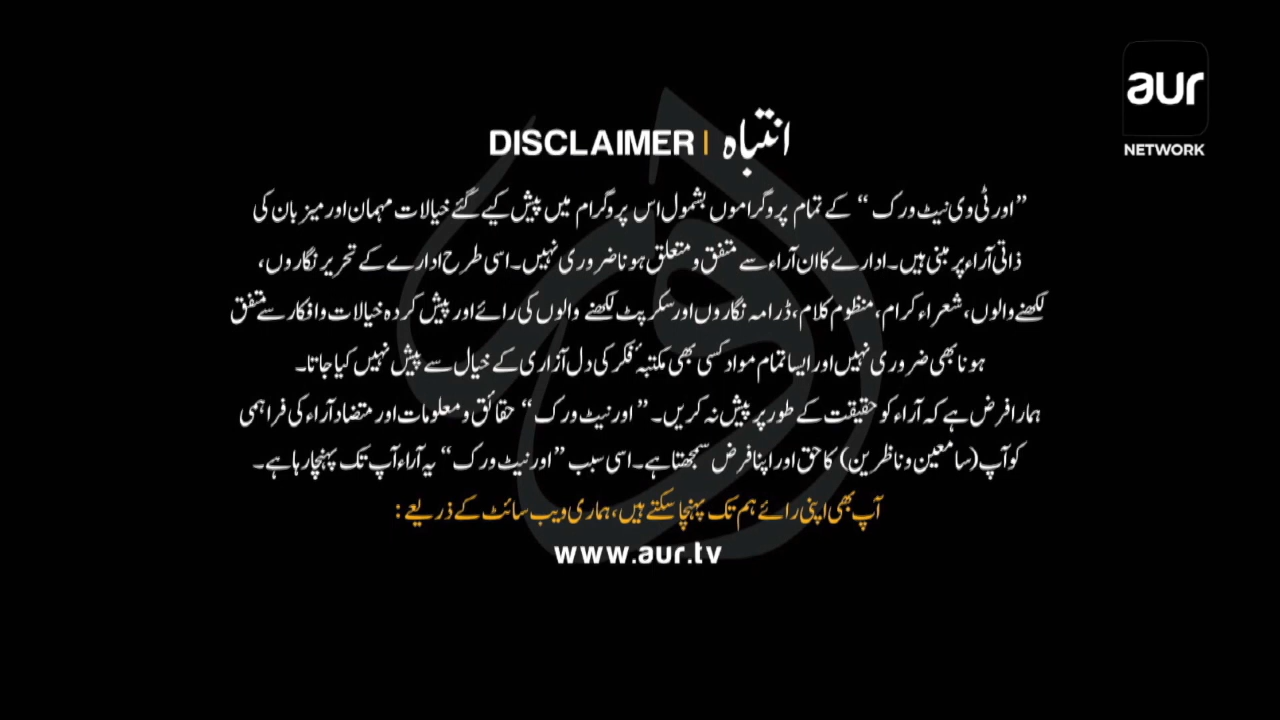 aur
NETWORK
انتباہ | DISCLAIMER
”اور ٹی وی نیٹ ورک“ کے تمام پروگراموں بشمول اس پروگرام میں پیش کیے گئے خیالات مہمان اور میزبان کی
ذاتی آراء پر مبنی ہیں۔ ادارے کا ان آراء سے متفق و متعلق ہونا ضروری نہیں۔ اسی طرح ادارے کے تحریر نگاروں،
لکھنے والوں، شعراء کرام، منظوم کلام، ڈرامہ نگاروں اور سکرپٹ لکھنے والوں کی رائے اور پیش کردہ خیالات و افکار سے متفق
ہونا بھی ضروری نہیں اور ایسا تمام مواد کسی بھی مکتبۂ فکر کی دل آزاری کے خیال سے پیش نہیں کیا جاتا۔
ہمارا فرض ہے کہ آراء کو حقیقت کے طور پر پیش نہ کریں۔ ”اور نیٹ ورک“ حقائق و معلومات اور متضاد آراء کی فراہمی
کو آپ (سامعین و ناظرین) کا حق اور اپنا فرض سمجھتا ہے۔ اسی سبب ”اور نیٹ ورک“ یہ آراء آپ تک پہنچا رہا ہے۔
آپ بھی اپنی رائے ہم تک پہنچا سکتے ہیں، ہماری ویب سائٹ کے ذریعے:
www.aur.tv